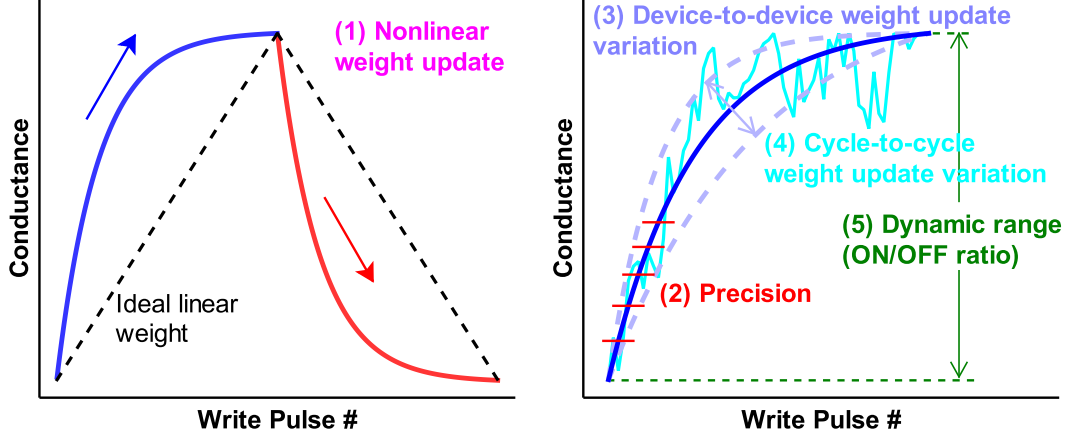 (1) Nonlinear
weight update
Ideal linear
weight
Conductance
Write Pulse #
(3) Device-to-device weight update
variation
(4) Cycle-to-cycle
weight update variation
(5) Dynamic range
(ON/OFF ratio)
(2) Precision
Conductance
Write Pulse #